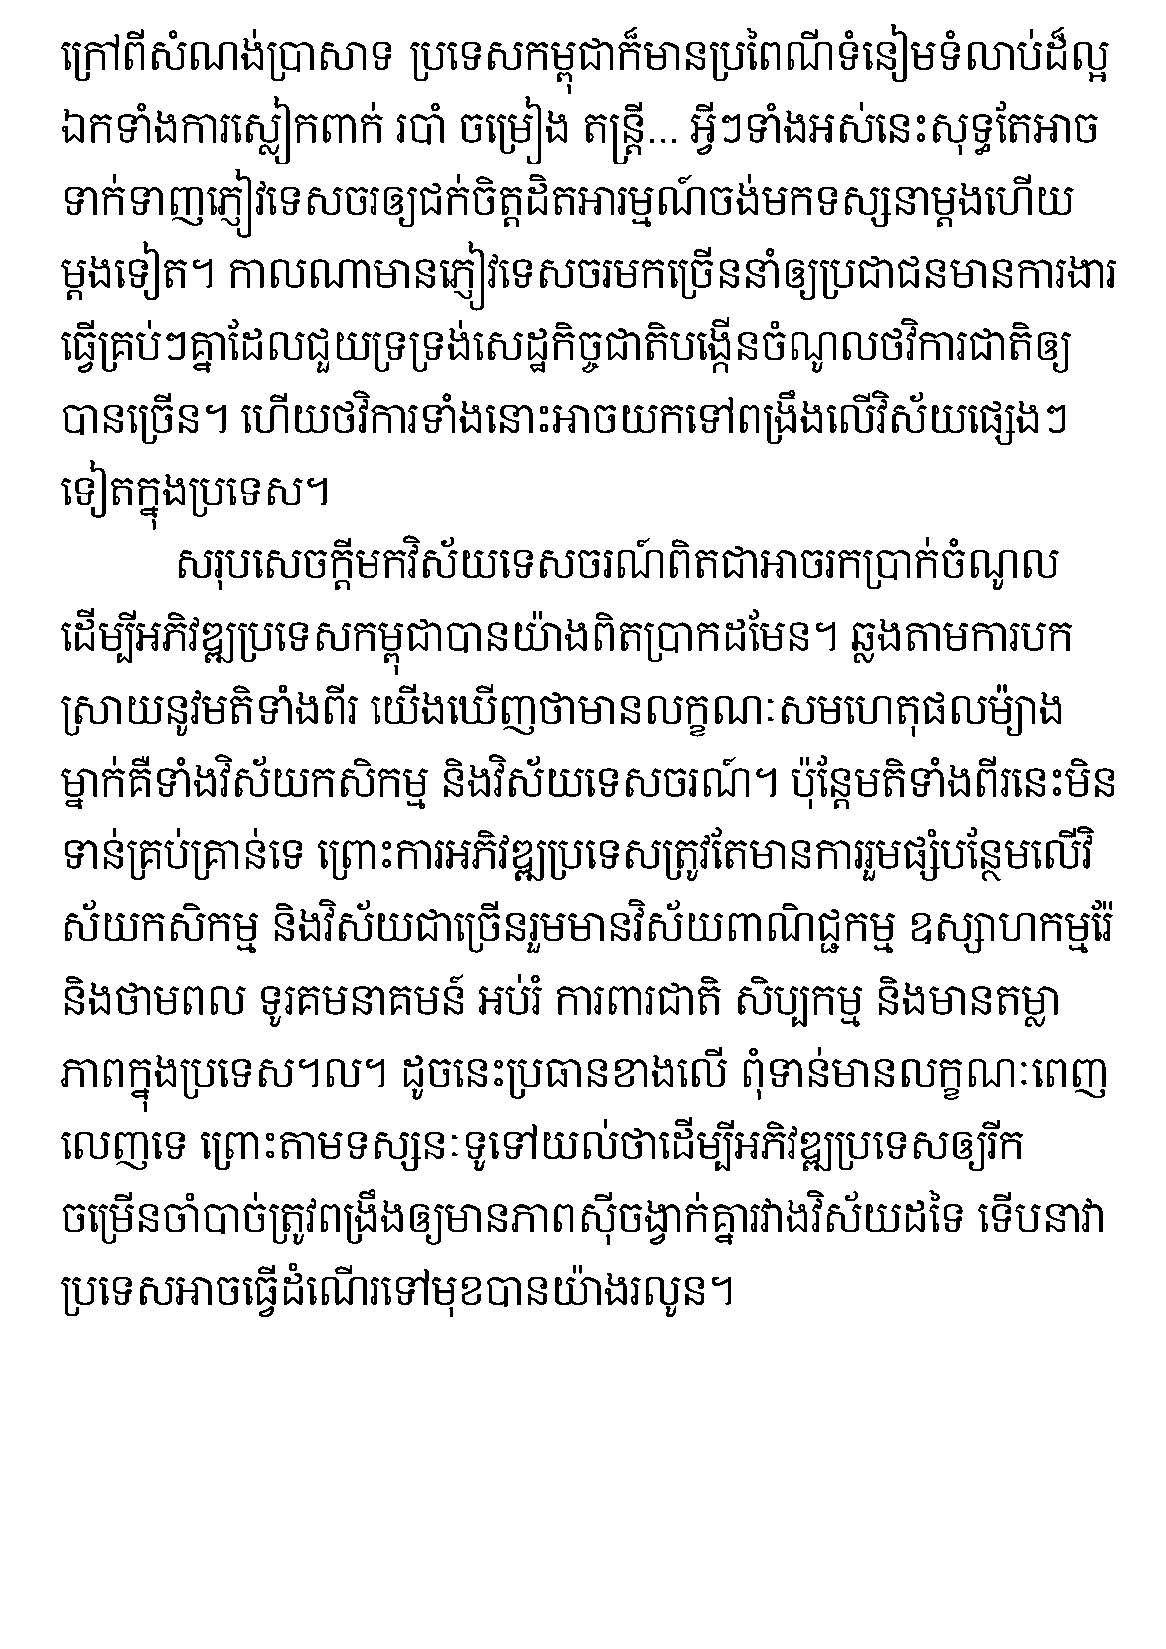 ក្រៅពីសំណង់ប្រាសាទ ប្រទេសកម្ពុជាក៏មានប្រពៃណីទំនៀមទំលាប់ដ៏ល្អ
ឯកទាំងការស្លៀកពាក់ របាំ ចម្រៀង តន្ត្រី... អ្វីៗទាំងអស់នេះសុទ្ធតែអាច
ទាក់ទាញភ្ញៀវទេសចរឲ្យជក់ចិត្តដិតអារម្មណ៍ចង់មកទស្សនាម្តងហើយ
ម្តងទៀត។ កាលណាមានភ្ញៀវទេសចរមកច្រើននាំឲ្យប្រជាជនមានការងារ
ធ្វើគ្រប់ៗគ្នាដែលជួយទ្រទ្រង់សេដ្ឋកិច្ចជាតិបង្កើនចំណូលថវិការជាតិឲ្យ
បានច្រើន។ ហើយថវិការទាំងនោះអាចយកទៅពង្រឹងលើវិស័យផ្សេងៗ
ទៀតក្នុងប្រទេស។
សរុបសេចក្តីមកវិស័យទេសចរណ៍ពិតជាអាចរកប្រាក់ចំណូល
ដើម្បីអភិវឌ្ឍប្រទេសកម្ពុជាបានយ៉ាងពិតប្រាកដមែន។ ឆ្លងតាមការបក
ស្រាយនូវមតិទាំងពីរ យើងឃើញថាមានលក្ខណៈសមហេតុផលម៉្យាង
ម្នាក់គឺទាំងវិស័យកសិកម្ម និងវិស័យទេសចរណ៍។ ប៉ុន្តែមតិទាំងពីរនេះមិន
ទាន់គ្រប់គ្រាន់ទេ ព្រោះការអភិវឌ្ឍប្រទេសត្រូវតែមានការរួមផ្សំបន្ថែមលើវិ
ស័យកសិកម្ម និងវិស័យជាច្រើនរួមមានវិស័យពាណិជ្ជកម្ម ឧស្សាហកម្មរ៉ែ
និងថាមពល ទូរគមនាគមន៍ អប់រំ ការពារជាតិ សិប្បកម្ម និងមានតម្លា
ភាពក្នុងប្រទេស។ល។ ដូចនេះប្រធានខាងលើ ពុំទាន់មានលក្ខណៈពេញ
លេញទេ ព្រោះតាមទស្សនៈទូទៅយល់ថាដើម្បីអភិវឌ្ឍប្រទេសឲ្យរីក
ចម្រើនចាំបាច់ត្រូវពង្រឹងឲ្យមានភាពស៊ីចង្វាក់គ្នារវាងវិស័យដទៃ ទើបនាវា
ប្រទេសអាចធ្វើដំណើរទៅមុខបានយ៉ាងរលូន។